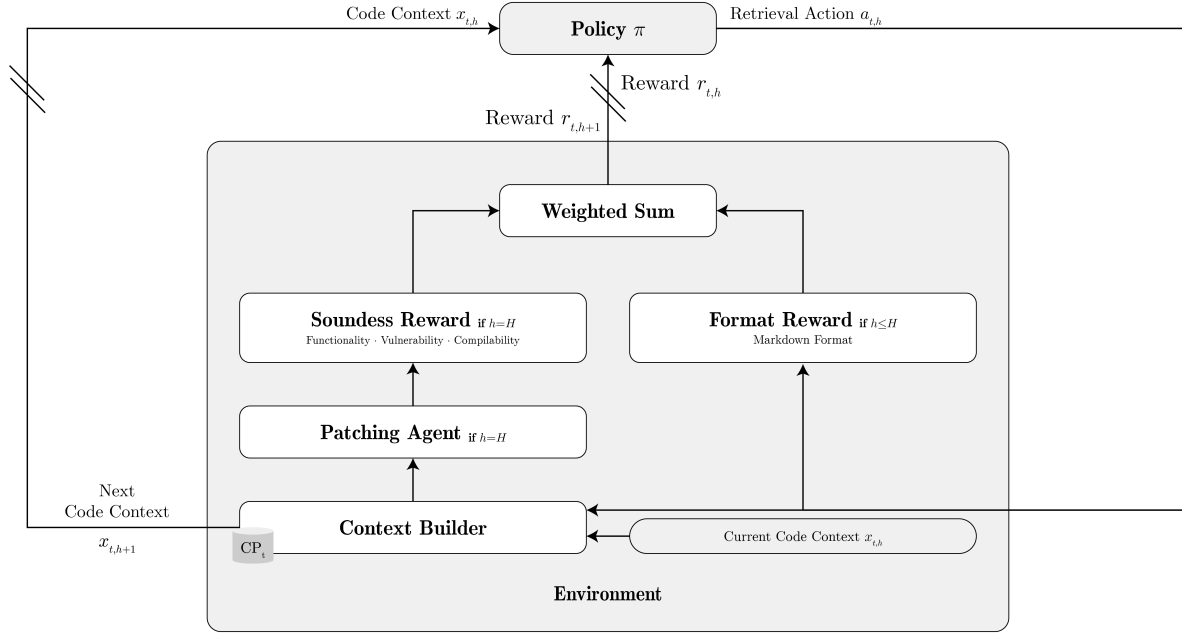 Code Context x_{t,h}
Policy π
Retrieval Action a_{t,h}
Reward r_{t,h}
Reward r_{t,h+1}
Weighted Sum
Soundess Reward if h=H
Functionality · Vulnerability · Compilability
Format Reward if h≤H
Markdown Format
Patching Agent if h=H
Next
Code Context
x_{t,h+1}
Context Builder
CP_t
Current Code Context x_{t,h}
Environment